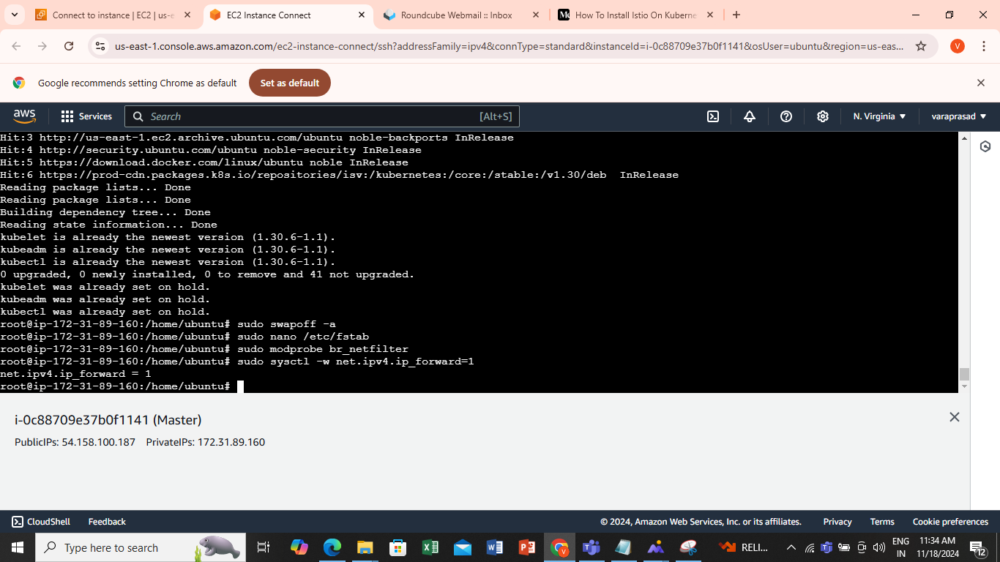 Connect to instance | EC2 | us-e
EC2 Instance Connect
Roundcube Webmail :: Inbox
How To Install Istio On Kuberne
us-east-1.console.aws.amazon.com/ec2-instance-connect/ssh?addressFamily=ipv4&connType=standard&instanceId=i-0c88709e37b0f1141&osUser=ubuntu&region=us-eas...
V
Google recommends setting Chrome as default
Set as default
aws
Services
Search
[Alt+S]
N. Virginia
varaprasad
Hit:3 http://us-east-1.ec2.archive.ubuntu.com/ubuntu noble-backports InRelease
Hit:4 http://security.ubuntu.com/ubuntu noble-security InRelease
Hit:5 https://download.docker.com/linux/ubuntu noble InRelease
Hit:6 https://prod-cdn.packages.k8s.io/repositories/isv:/kubernetes:/core:/stable:/v1.30/deb  InRelease
Reading package lists... Done
Reading package lists... Done
Building dependency tree... Done
Reading state information... Done
kubelet is already the newest version (1.30.6-1.1).
kubeadm is already the newest version (1.30.6-1.1).
kubectl is already the newest version (1.30.6-1.1).
0 upgraded, 0 newly installed, 0 to remove and 41 not upgraded.
kubelet was already set on hold.
kubeadm was already set on hold.
kubectl was already set on hold.
root@ip-172-31-89-160:/home/ubuntu# sudo swapoff -a
root@ip-172-31-89-160:/home/ubuntu# sudo nano /etc/fstab
root@ip-172-31-89-160:/home/ubuntu# sudo modprobe br_netfilter
root@ip-172-31-89-160:/home/ubuntu# sudo sysctl -w net.ipv4.ip_forward=1
net.ipv4.ip_forward = 1
root@ip-172-31-89-160:/home/ubuntu#
i-0c88709e37b0f1141 (Master)
PublicIPs: 54.158.100.187 PrivateIPs: 172.31.89.160
CloudShell
Feedback
© 2024, Amazon Web Services, Inc. or its affiliates.
Privacy
Terms
Cookie preferences
Type here to search
RELI...
ENG
IN
11:34 AM
11/18/2024
12